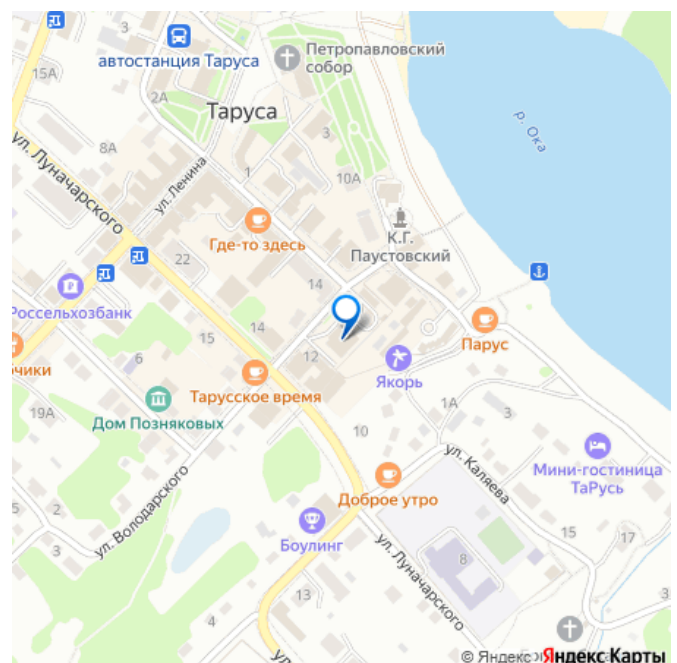 3
15А
автостанция Таруса
Петропавловский
собор
2А
Таруса
3
8А
р. Ока
ул. Луначарского
ул. Ленина
1
10А
К.Г.
Паустовский
Где-то здесь
22
14
Россельхозбанк
15
14
12
Парус
6
чики
Тарусское время
Якорь
1А
3
19А
Дом Позняковых
10
ул. Каляева
Мини-гостиница
ТаРусь
Доброе утро
5
2
3
ул. Володарского
Боулинг
ул. Луначарского
15
17
8
13
4
ул.
© Яндекс
Яндекс Карты